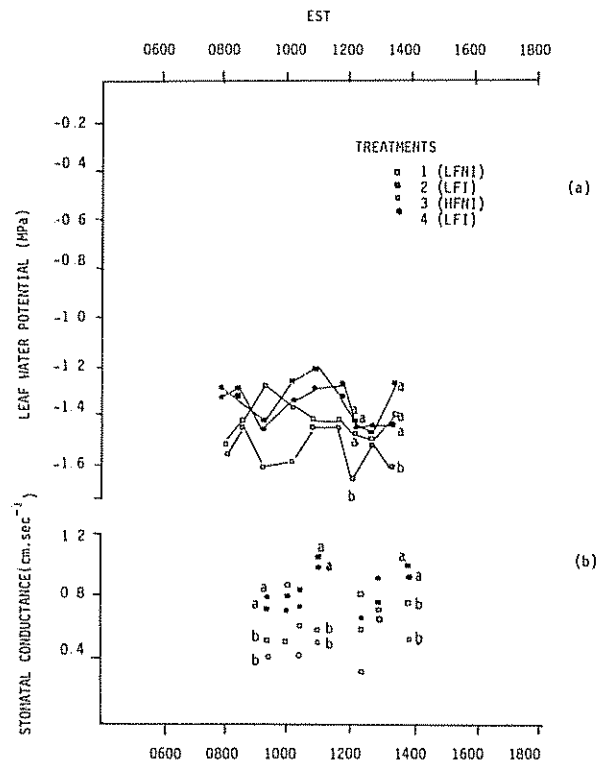 EST
0600 0800 1000 1200 1400 1600 1800
-0.2
-0 4
-0.6
-0.8
-1 0
-1.2
-1.4
-1.6
LEAF WATER POTENTIAL (MPa)
TREATMENTS
1 (LFNI)
2 (LFI)
3 (HFNI)
4 (LFI)
(a)
a
a
a
a
a
a
b
b
STOMATAL CONDUCTANCE(cm.sec⁻¹)
1 2
0.8
0.4
(b)
a
a
a
a
a
a
b
b
b
b
b
b
0600 0800 1000 1200 1400 1600 1800